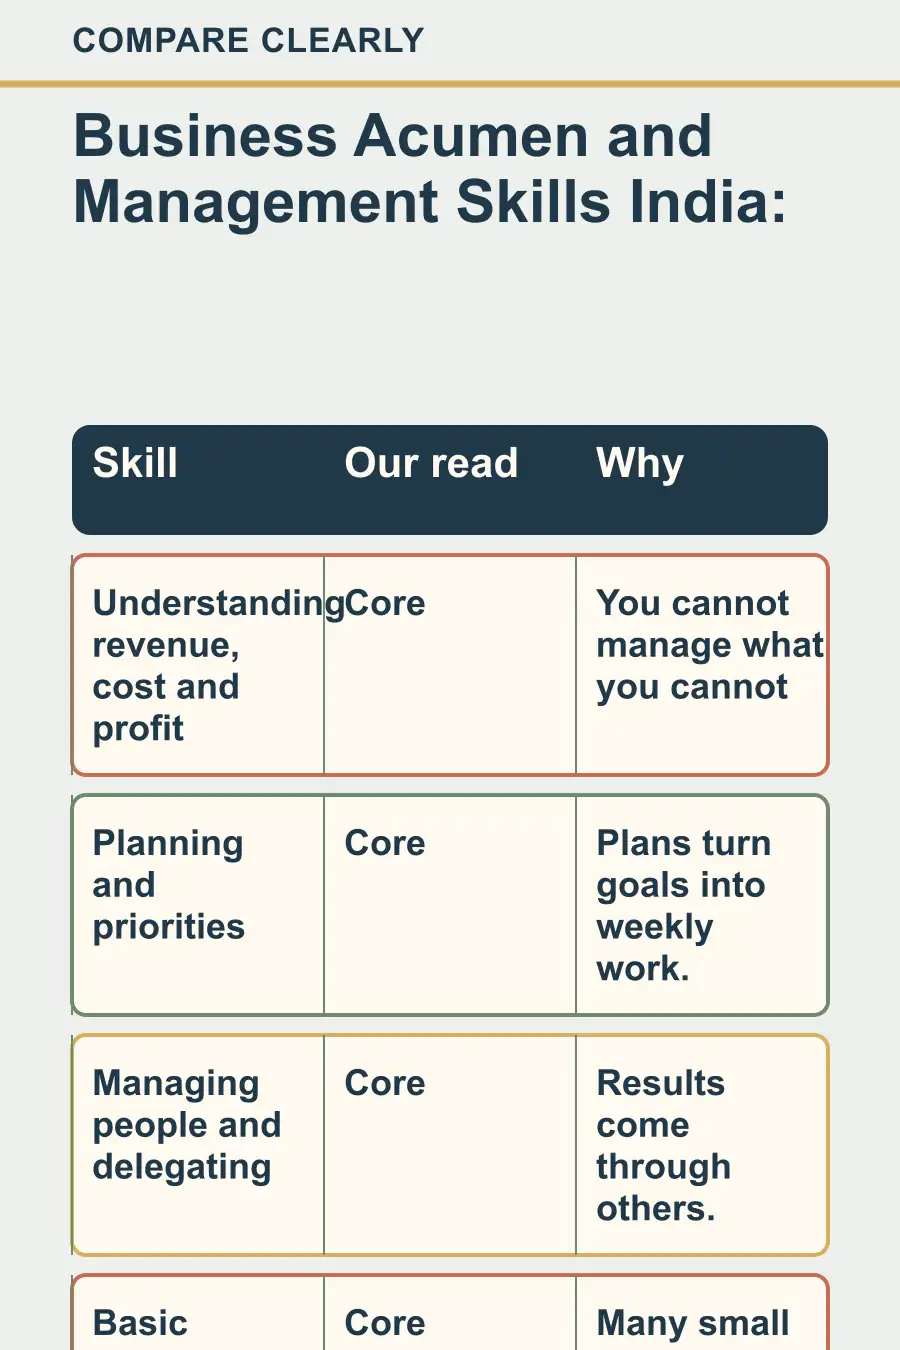 COMPARE CLEARLY
Business Acumen and
Management Skills India:
Skill Our read Why
Understanding
revenue,
cost and
profit
Core
You cannot
manage what
you cannot
Planning
and
priorities
Core
Plans turn
goals into
weekly
work.
Managing
people and
delegating
Core
Results
come
through
others.
Basic
Core
Many small